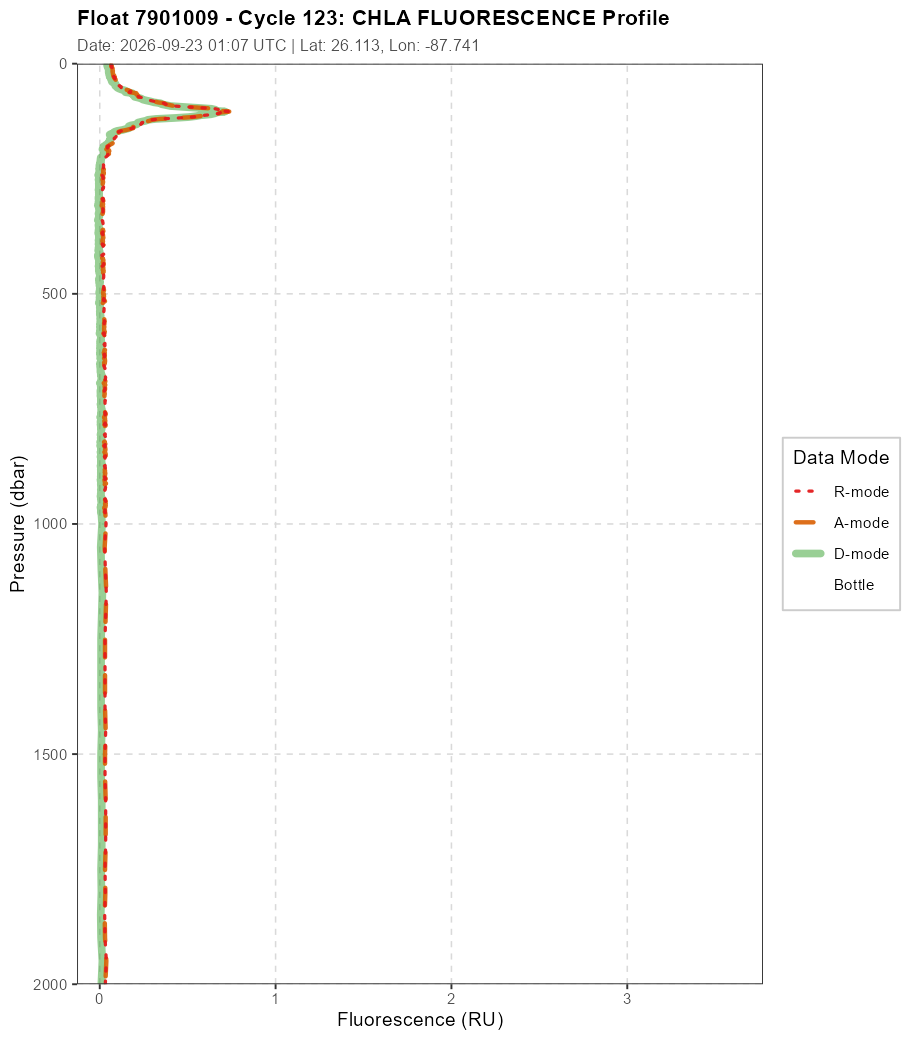 Float 7901009 - Cycle 123: CHLA FLUORESCENCE Profile
Date: 2026-09-23 01:07 UTC | Lat: 26.113, Lon: -87.741
0
500
1000
1500
2000
Pressure (dbar)
0 1 2 3
Fluorescence (RU)
Data Mode
R-mode
A-mode
D-mode
Bottle